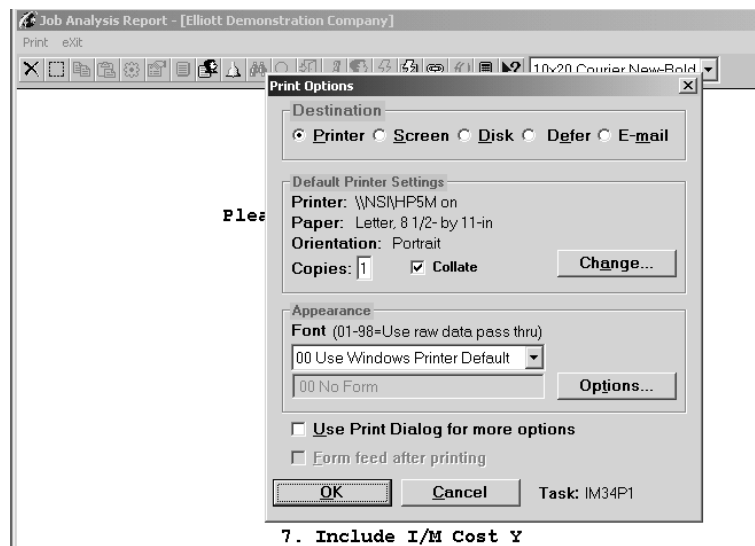 Job Analysis Report - [Elliott Demonstration Company]
Print eXit
10x20 Courier New-Bold
Print Options
Destination
Printer Screen Disk Defer E-mail
Default Printer Settings
Printer: \\NSI\HP5M on
Plea
Paper: Letter, 8 1/2- by 11-in
Orientation: Portrait
Copies: 1 Collate Change...
Appearance
Font (01-98=Use raw data pass thru)
00 Use Windows Printer Default
00 No Form Options...
Use Print Dialog for more options
Form feed after printing
OK Cancel Task: IM34P1
7. Include I/M Cost Y